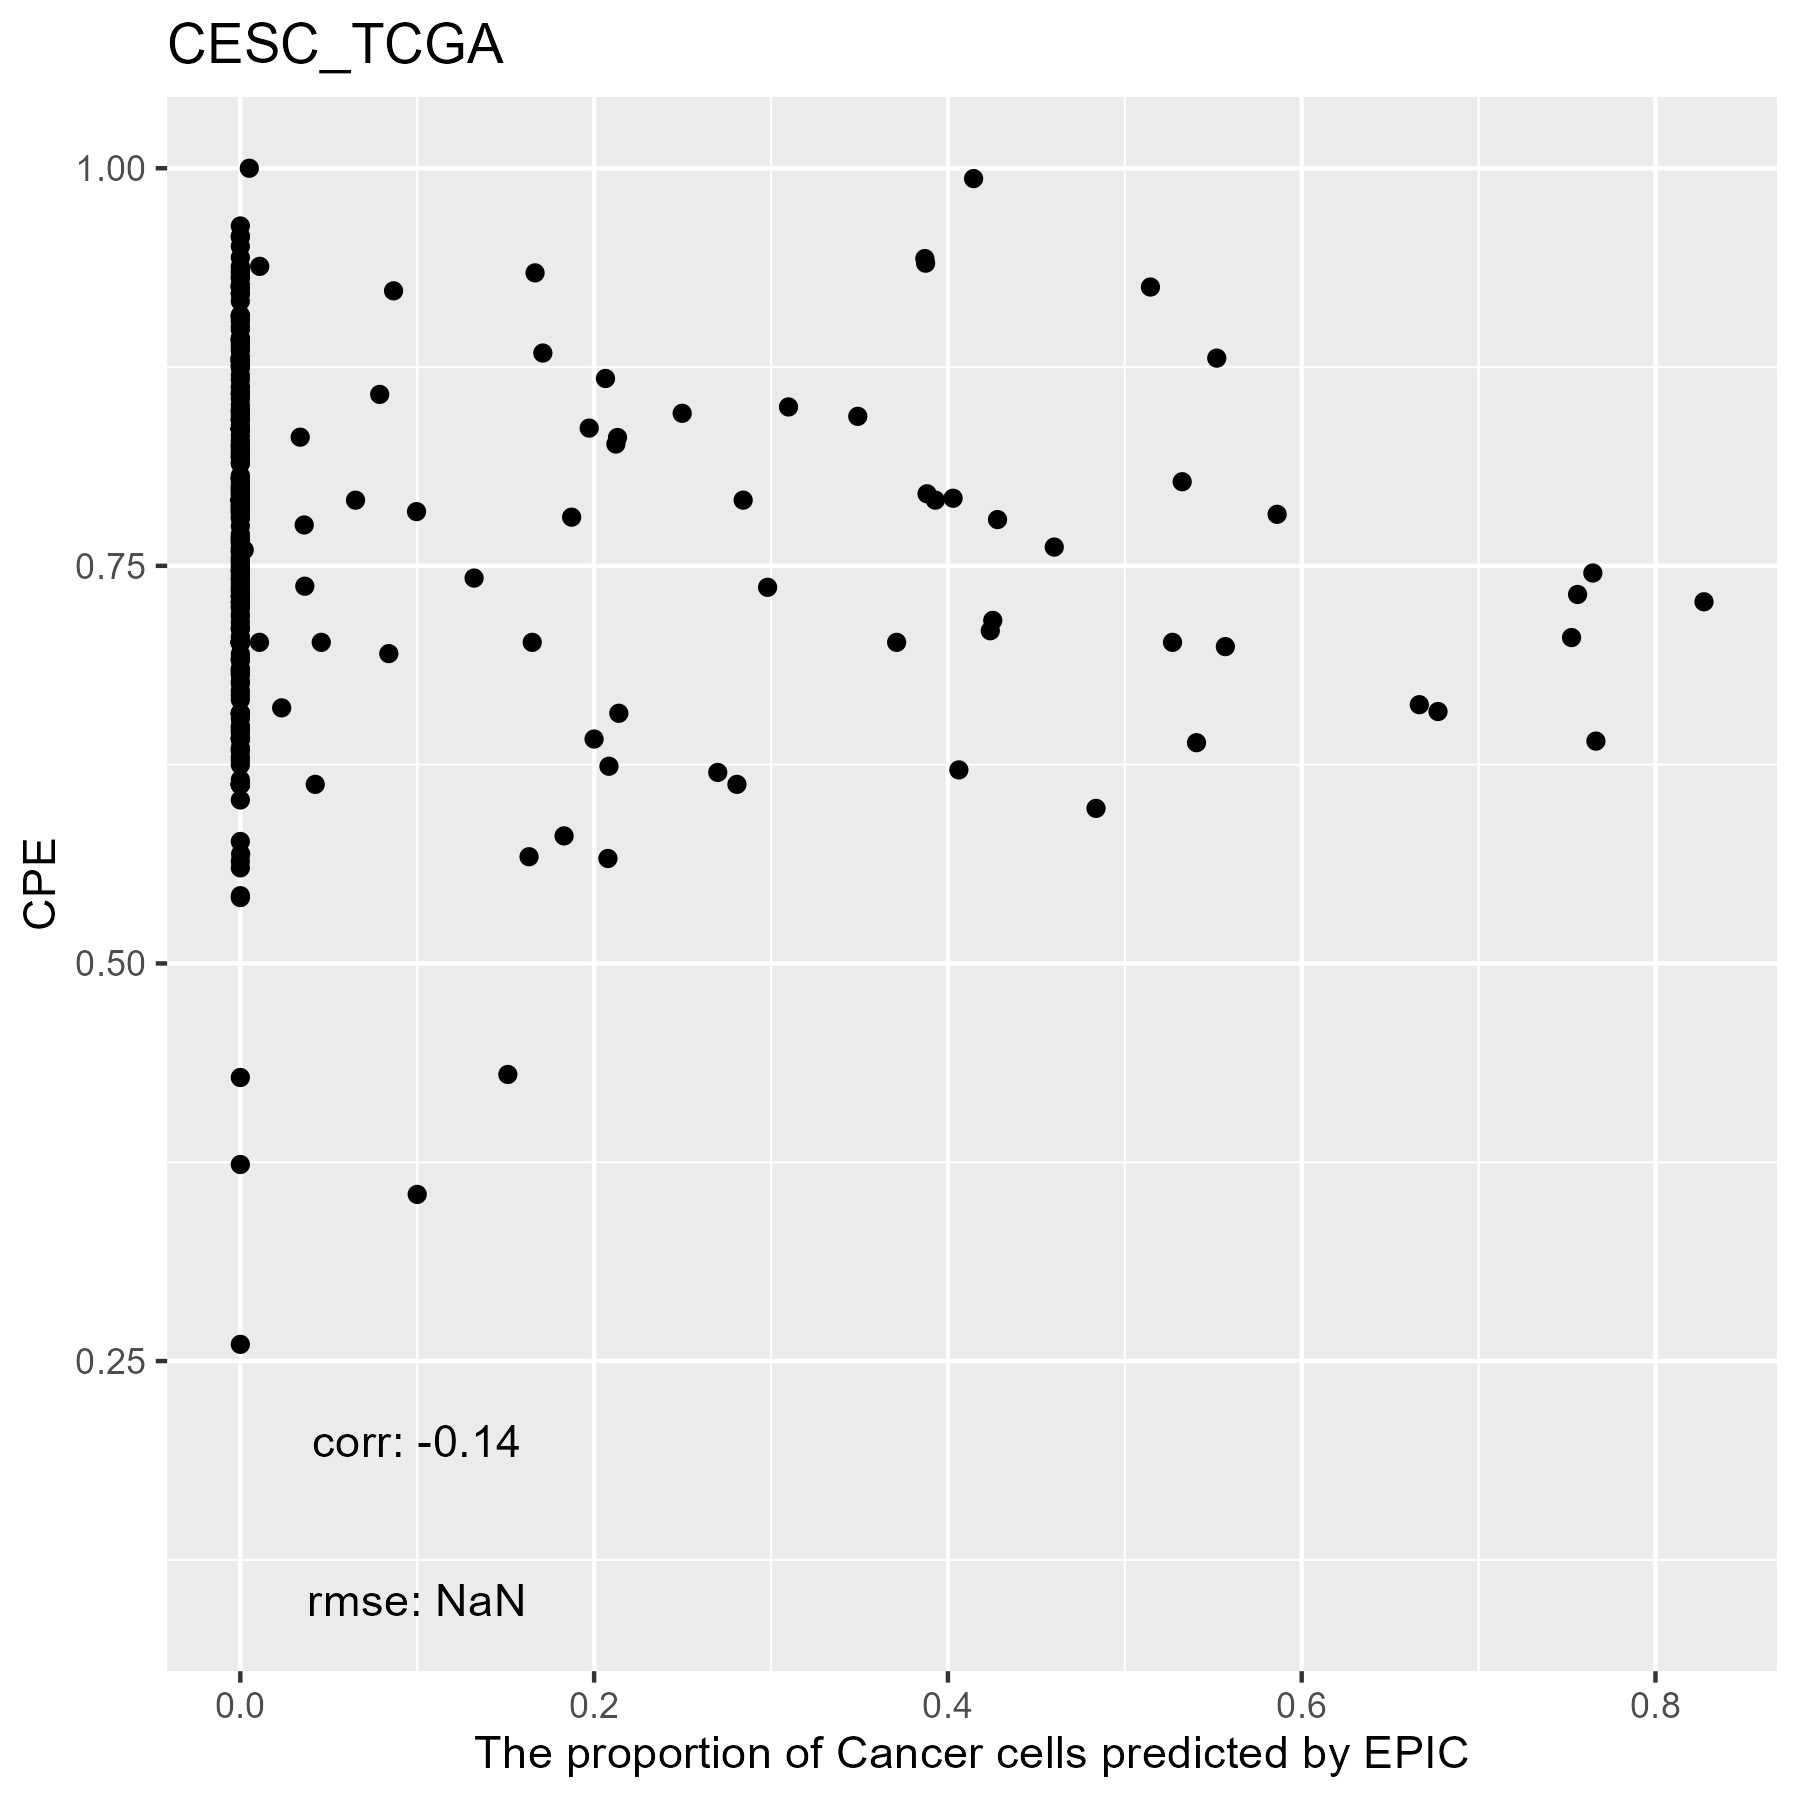 CESC_TCGA
1.00
0.75
0.50
0.25
CPE
corr: -0.14
rmse: NaN
0.0 0.2 0.4 0.6 0.8
The proportion of Cancer cells predicted by EPIC